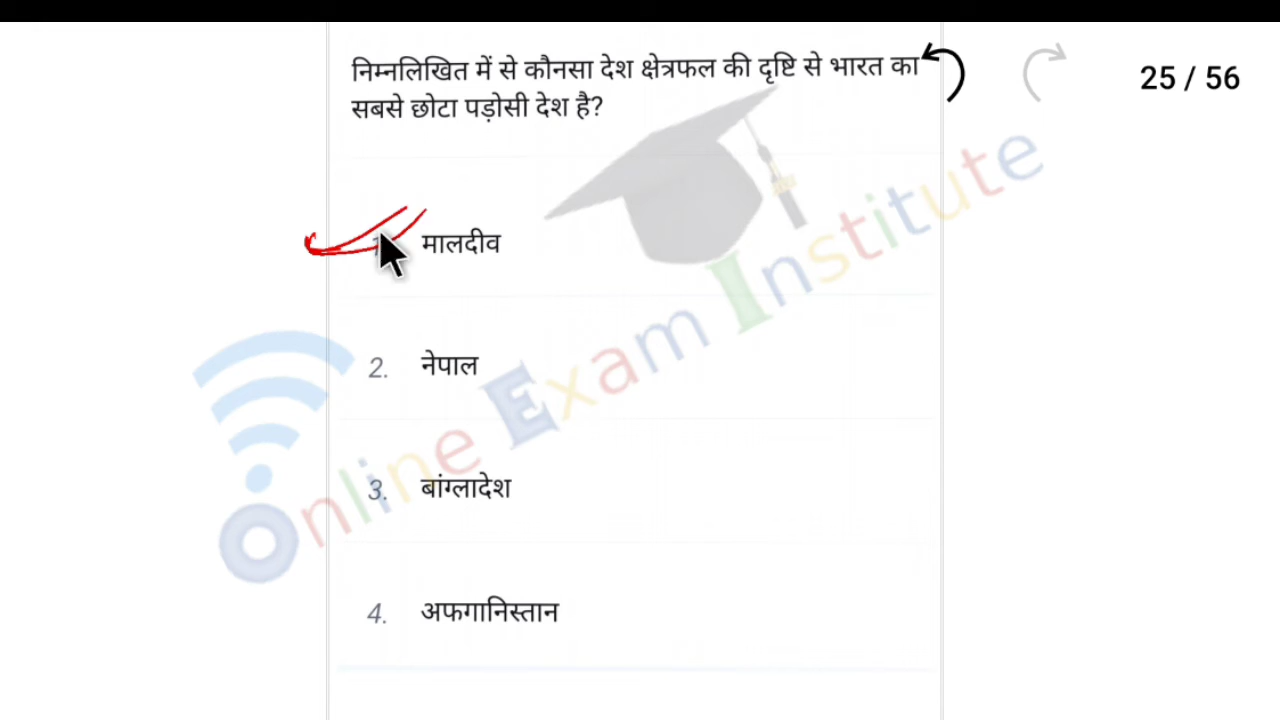 निम्नलिखित में से कौनसा देश क्षेत्रफल की दृष्टि से भारत का
सबसे छोटा पड़ोसी देश है?
25 / 56
मालदीव
2. नेपाल
3. बांग्लादेश
4. अफगानिस्तान
Online Exam Institute